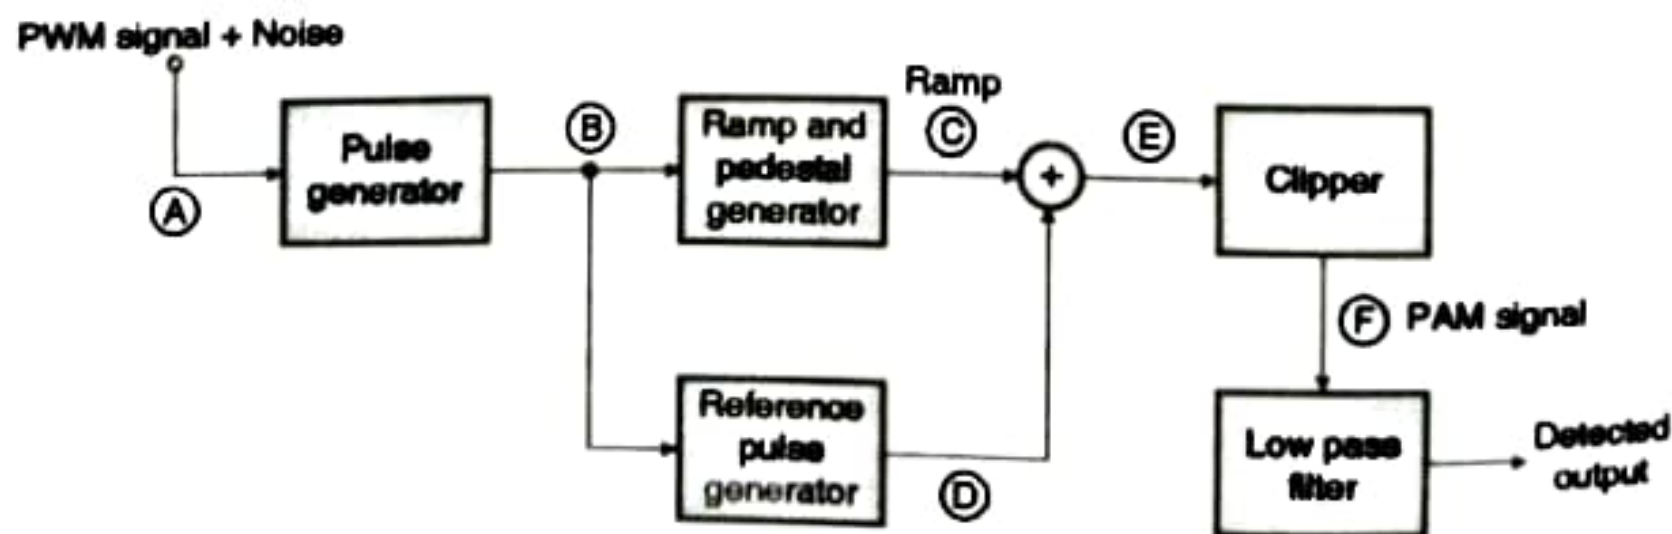 PWM signal + Noise
A
Pulse
generator
B
Ramp and
pedestal
generator
Ramp
C
+
E
Clipper
F PAM signal
Reference
pulse
generator
D
Low pass
filter
Detected
output